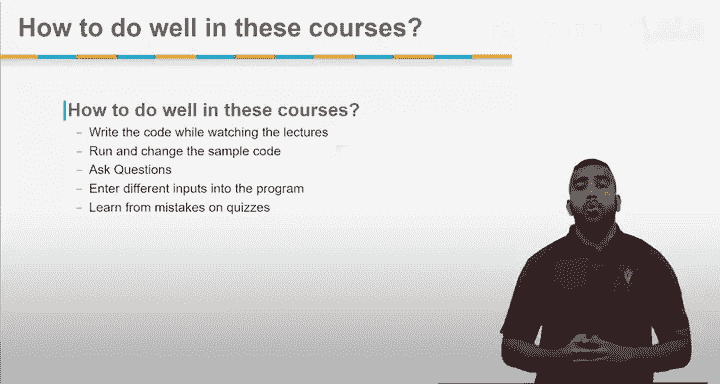 How to do well in these courses?
How to do well in these courses?
– Write the code while watching the lectures
– Run and change the sample code
– Ask Questions
– Enter different inputs into the program
– Learn from mistakes on quizzes